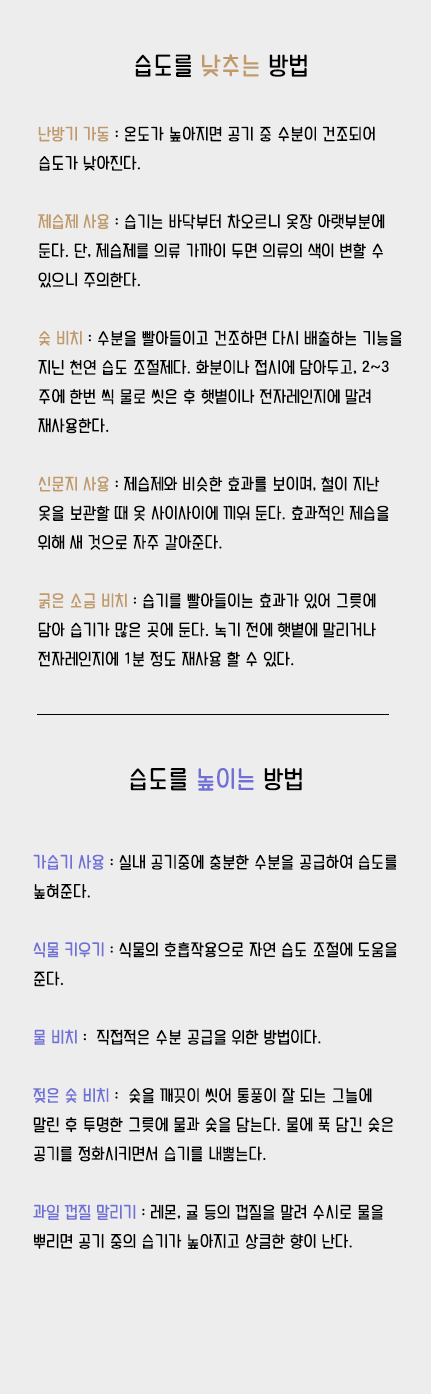 습도를 낮추는 방법
난방기 가동 : 온도가 높아지면 공기 중 수분이 건조되어
습도가 낮아진다.
제습제 사용 : 습기는 바닥부터 차오르니 옷장 아랫부분에
둔다. 단, 제습제를 의류 가까이 두면 의류의 색이 변할 수
있으니 주의한다.
숯 비치 : 수분을 빨아들이고 건조하면 다시 배출하는 기능을
지닌 천연 습도 조절제다. 화분이나 접시에 담아두고, 2~3
주에 한번 씩 물로 씻은 후 햇볕이나 전자레인지에 말려
재사용한다.
신문지 사용 : 제습제와 비슷한 효과를 보이며, 철이 지난
옷을 보관할 때 옷 사이사이에 끼워 둔다. 효과적인 제습을
위해 새 것으로 자주 갈아준다.
굵은 소금 비치 : 습기를 빨아들이는 효과가 있어 그릇에
담아 습기가 많은 곳에 둔다. 녹기 전에 햇볕에 말리거나
전자레인지에 1분 정도 재사용 할 수 있다.
습도를 높이는 방법
가습기 사용 : 실내 공기중에 충분한 수분을 공급하여 습도를
높혀준다.
식물 키우기 : 식물의 호흡작용으로 자연 습도 조절에 도움을
준다.
물 비치 : 직접적은 수분 공급을 위한 방법이다.
젖은 숯 비치 : 숯을 깨끗이 씻어 통풍이 잘 되는 그늘에
말린 후 투명한 그릇에 물과 숯을 담는다. 물에 푹 담긴 숯은
공기를 정화시키면서 습기를 내뿜는다.
과일 껍질 말리기 : 레몬, 귤 등의 껍질을 말려 수시로 물을
뿌리면 공기 중의 습기가 높아지고 상큼한 향이 난다.